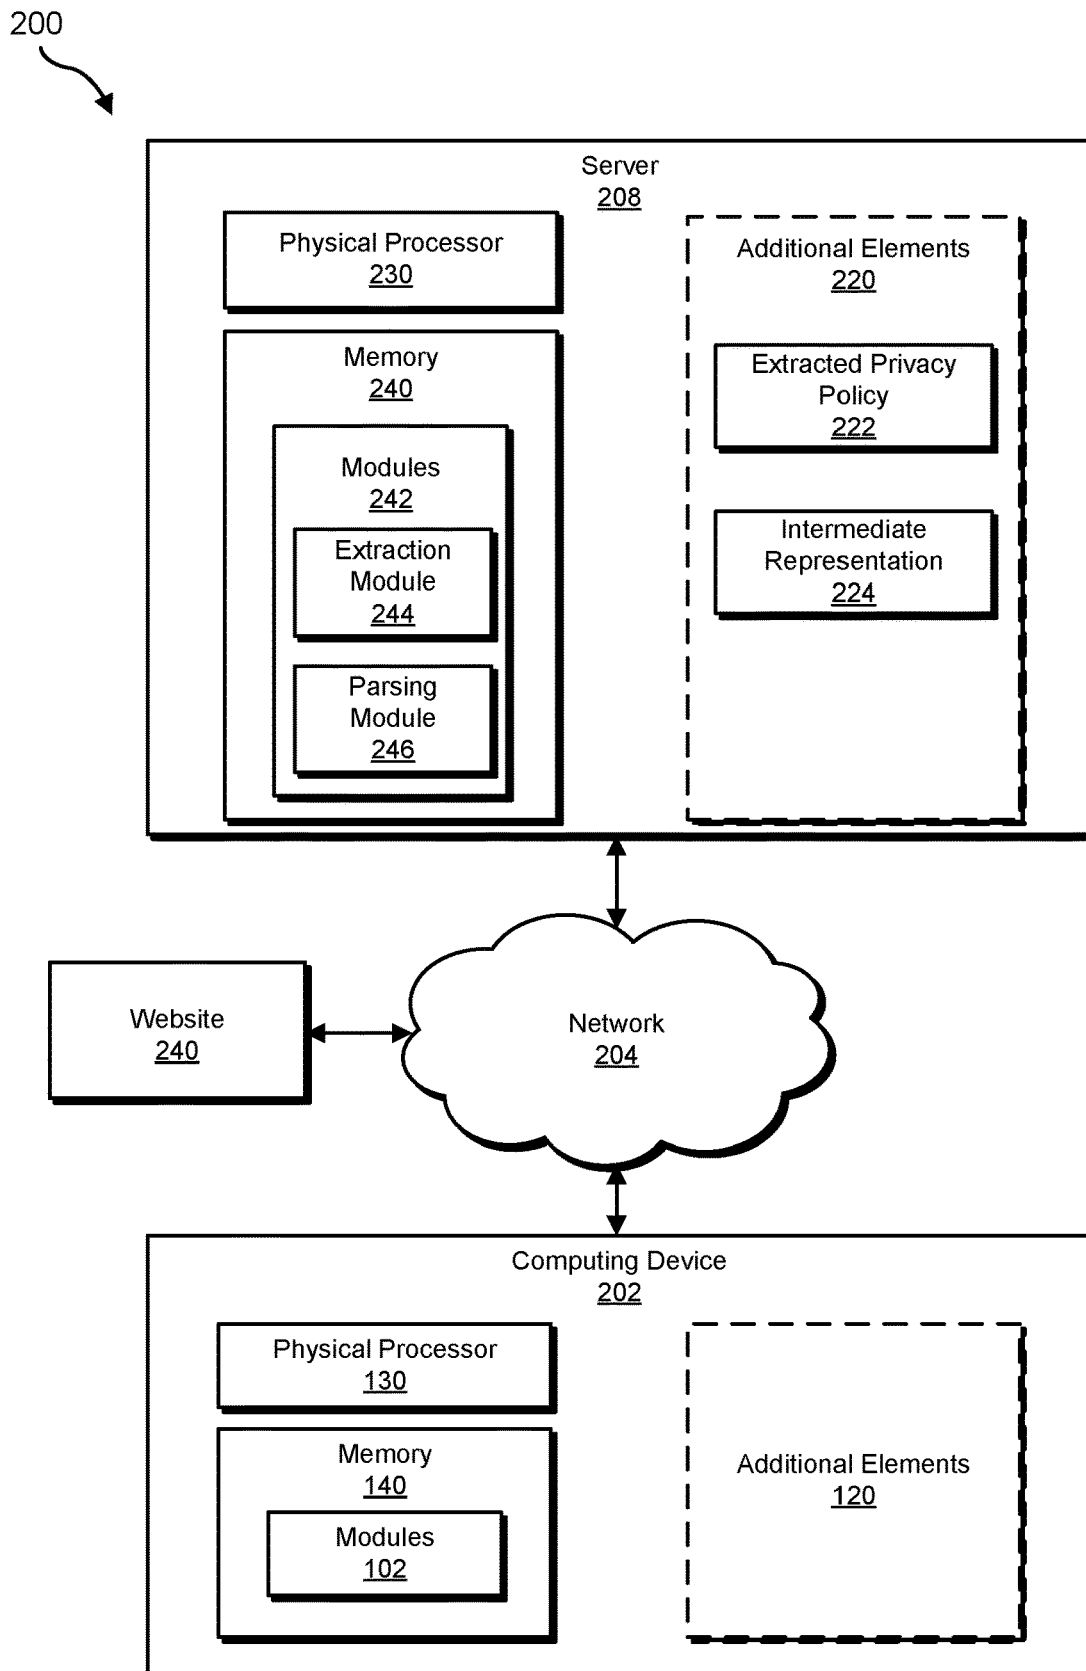 200
Server
208
Physical Processor
230
Memory
240
Modules
242
Extraction
Module
244
Parsing
Module
246
Additional Elements
220
Extracted Privacy
Policy
222
Intermediate
Representation
224
Website
240
Network
204
Computing Device
202
Physical Processor
130
Memory
140
Modules
102
Additional Elements
120